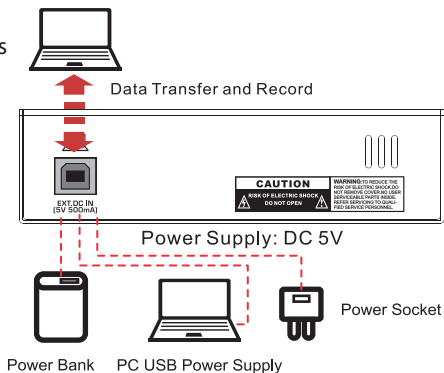 s
Data Transfer and Record
EXT.DC IN
(5V 500mA)
CAUTION
RISK OF ELECTRIC SHOCK
DO NOT OPEN
WARNING:TO REDUCE THE
RISK OF ELECTRIC SHOCK,DO
NOT REMOVE COVER,NO USER
SERVICEABLE PARTS INSIDE,
REFER SERVICING TO QUALI-
FIED SERVICE PERSONNEL.
Power Supply: DC 5V
Power Socket
Power Bank
PC USB Power Supply